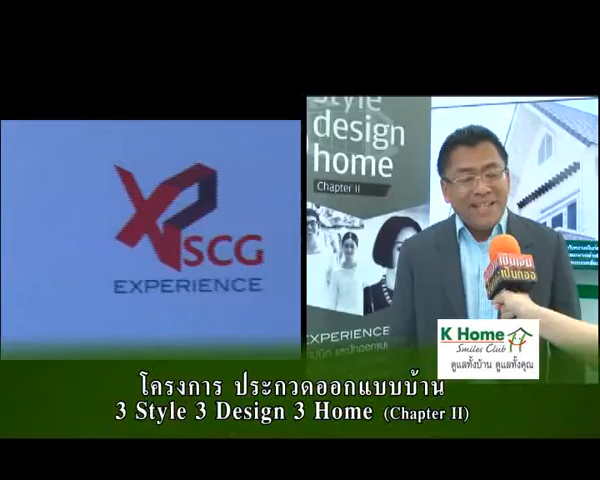 XP SCG
EXPERIENCE
Style
design
home
Chapter II
EXPERIENCE
K Home
Smiles Club
ดูแลทั้งบ้าน ดูแลทั้งคุณ
โครงการ ประกวดออกแบบบ้าน
3 Style 3 Design 3 Home (Chapter II)